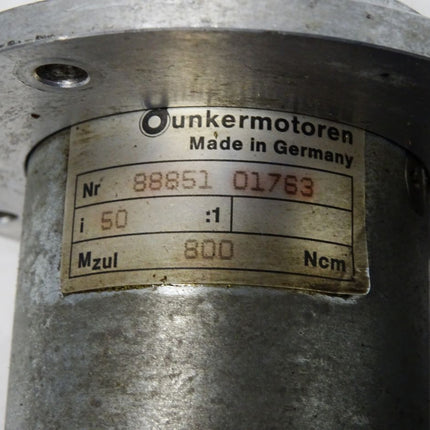 Dunkermotoren
Made in Germany
Nr 88851 01763
i 50 :1
Mzul 800 Ncm